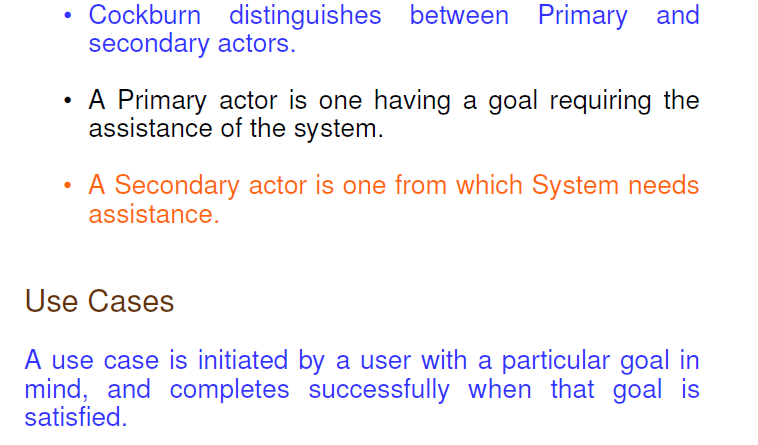 • Cockburn distinguishes between Primary and
secondary actors.
• A Primary actor is one having a goal requiring the
assistance of the system.
• A Secondary actor is one from which System needs
assistance.
Use Cases
A use case is initiated by a user with a particular goal in
mind, and completes successfully when that goal is
satisfied.